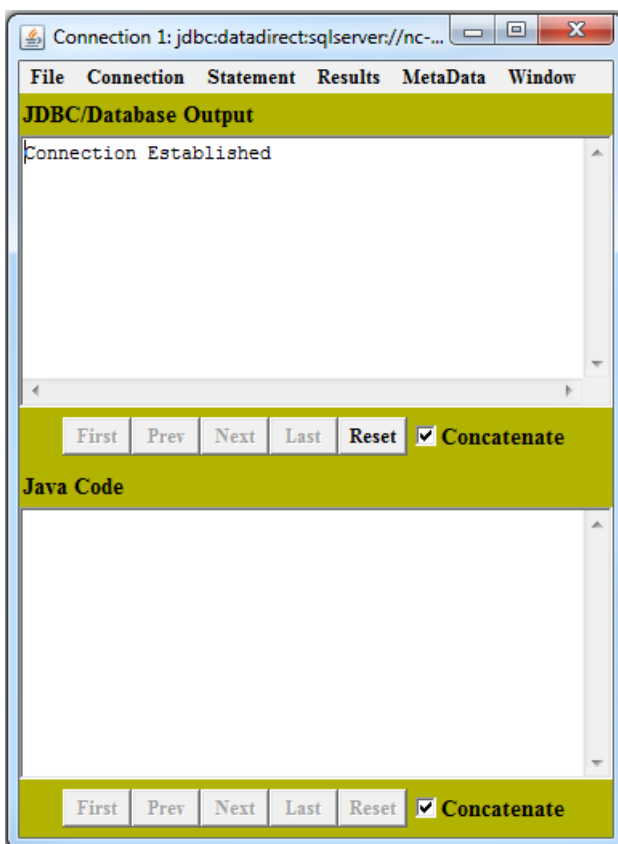 Connection 1: jdbc:datadirect:sqlserver://nc-...
File Connection Statement Results MetaData Window
JDBC/Database Output
Connection Established
First Prev Next Last Reset Concatenate
Java Code
First Prev Next Last Reset Concatenate